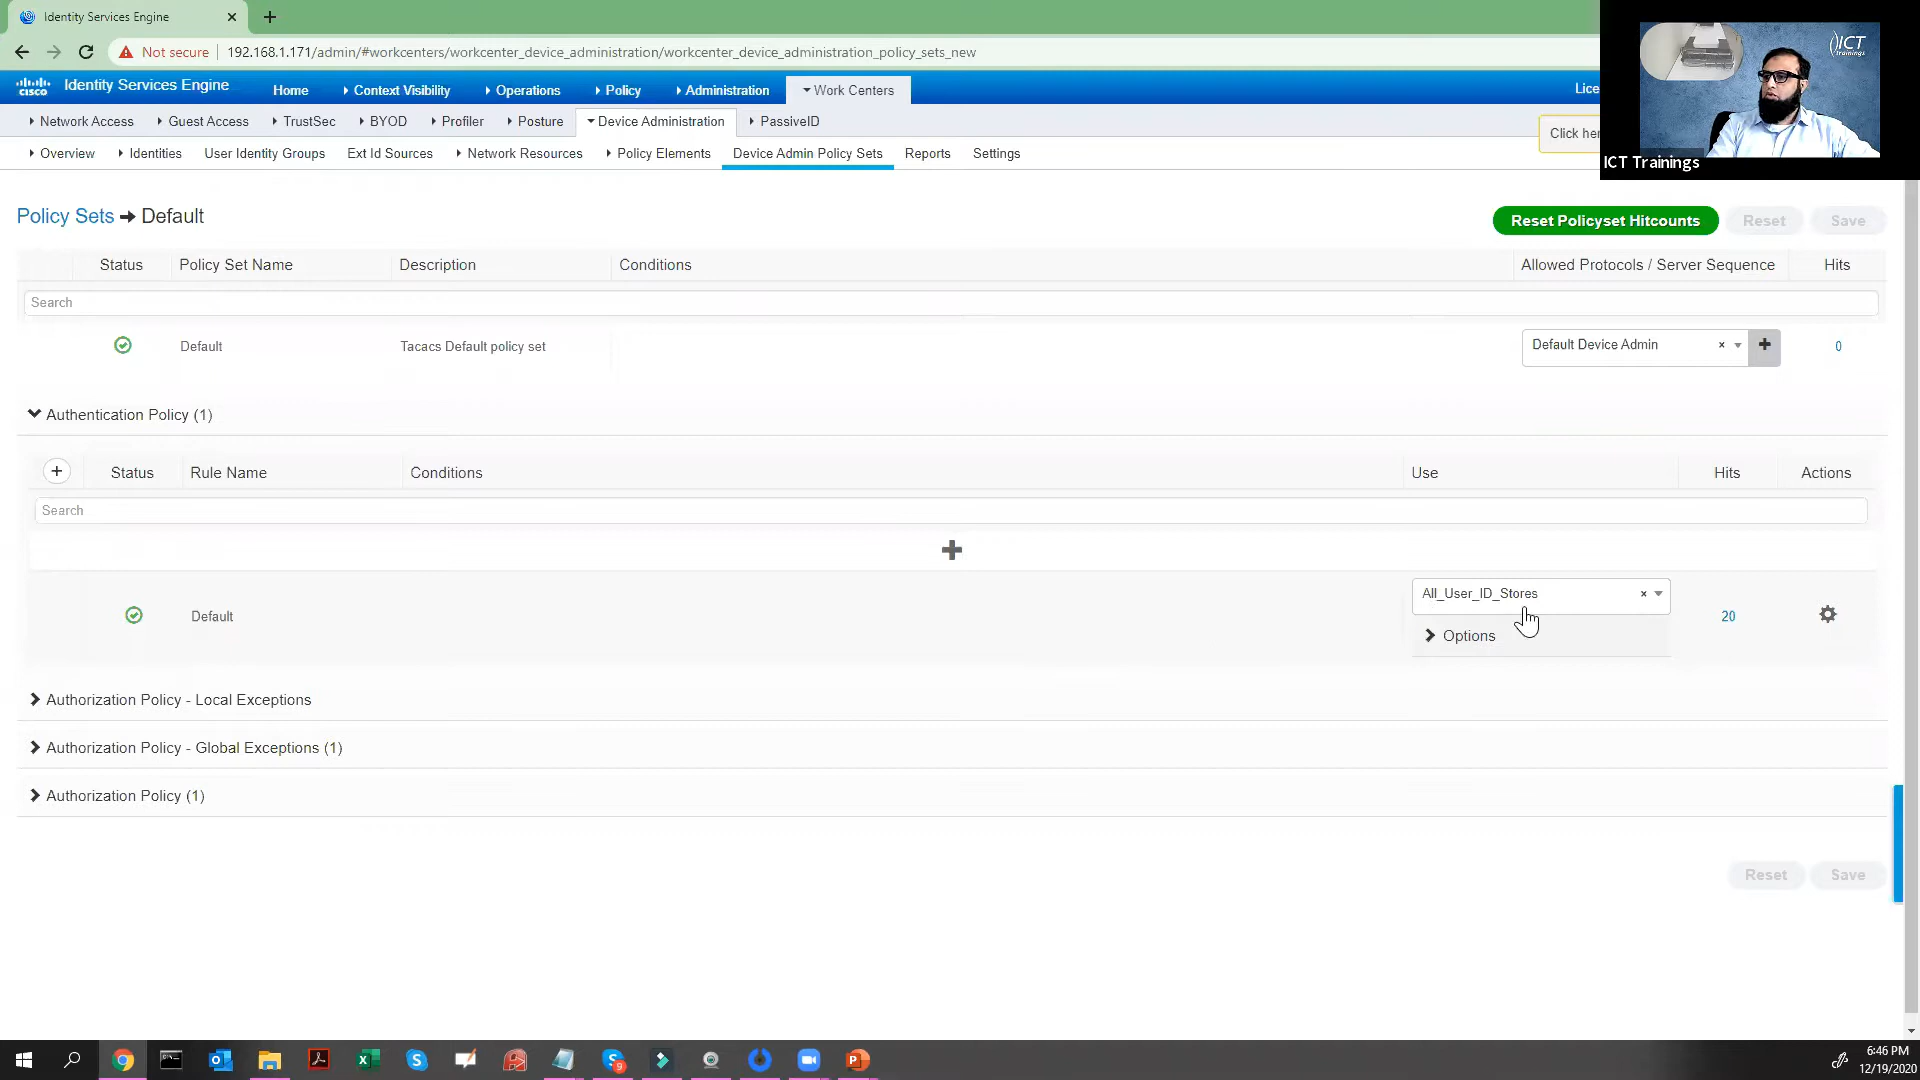 Identity Services Engine
Not secure 192.168.1.171/admin/#workcenters/workcenter_device_administration/workcenter_device_administration_policy_sets_new
cisco Identity Services Engine Home Context Visibility Operations Policy Administration Work Centers Lice
Network Access Guest Access TrustSec BYOD Profiler Posture Device Administration PassiveID
Click her
(ICT Trainings
ICT Trainings
Overview Identities User Identity Groups Ext Id Sources Network Resources Policy Elements Device Admin Policy Sets Reports Settings
Policy Sets Default
Reset Policyset Hitcounts Reset Save
Status Policy Set Name Description Conditions Allowed Protocols / Server Sequence Hits
Search
Default Tacacs Default policy set Default Device Admin 0
Authentication Policy (1)
Status Rule Name Conditions Use Hits Actions
Search
All_User_ID_Stores
Default 20
Options
Authorization Policy - Local Exceptions
Authorization Policy - Global Exceptions (1)
Authorization Policy (1)
Reset Save
6:46 PM
12/19/2020